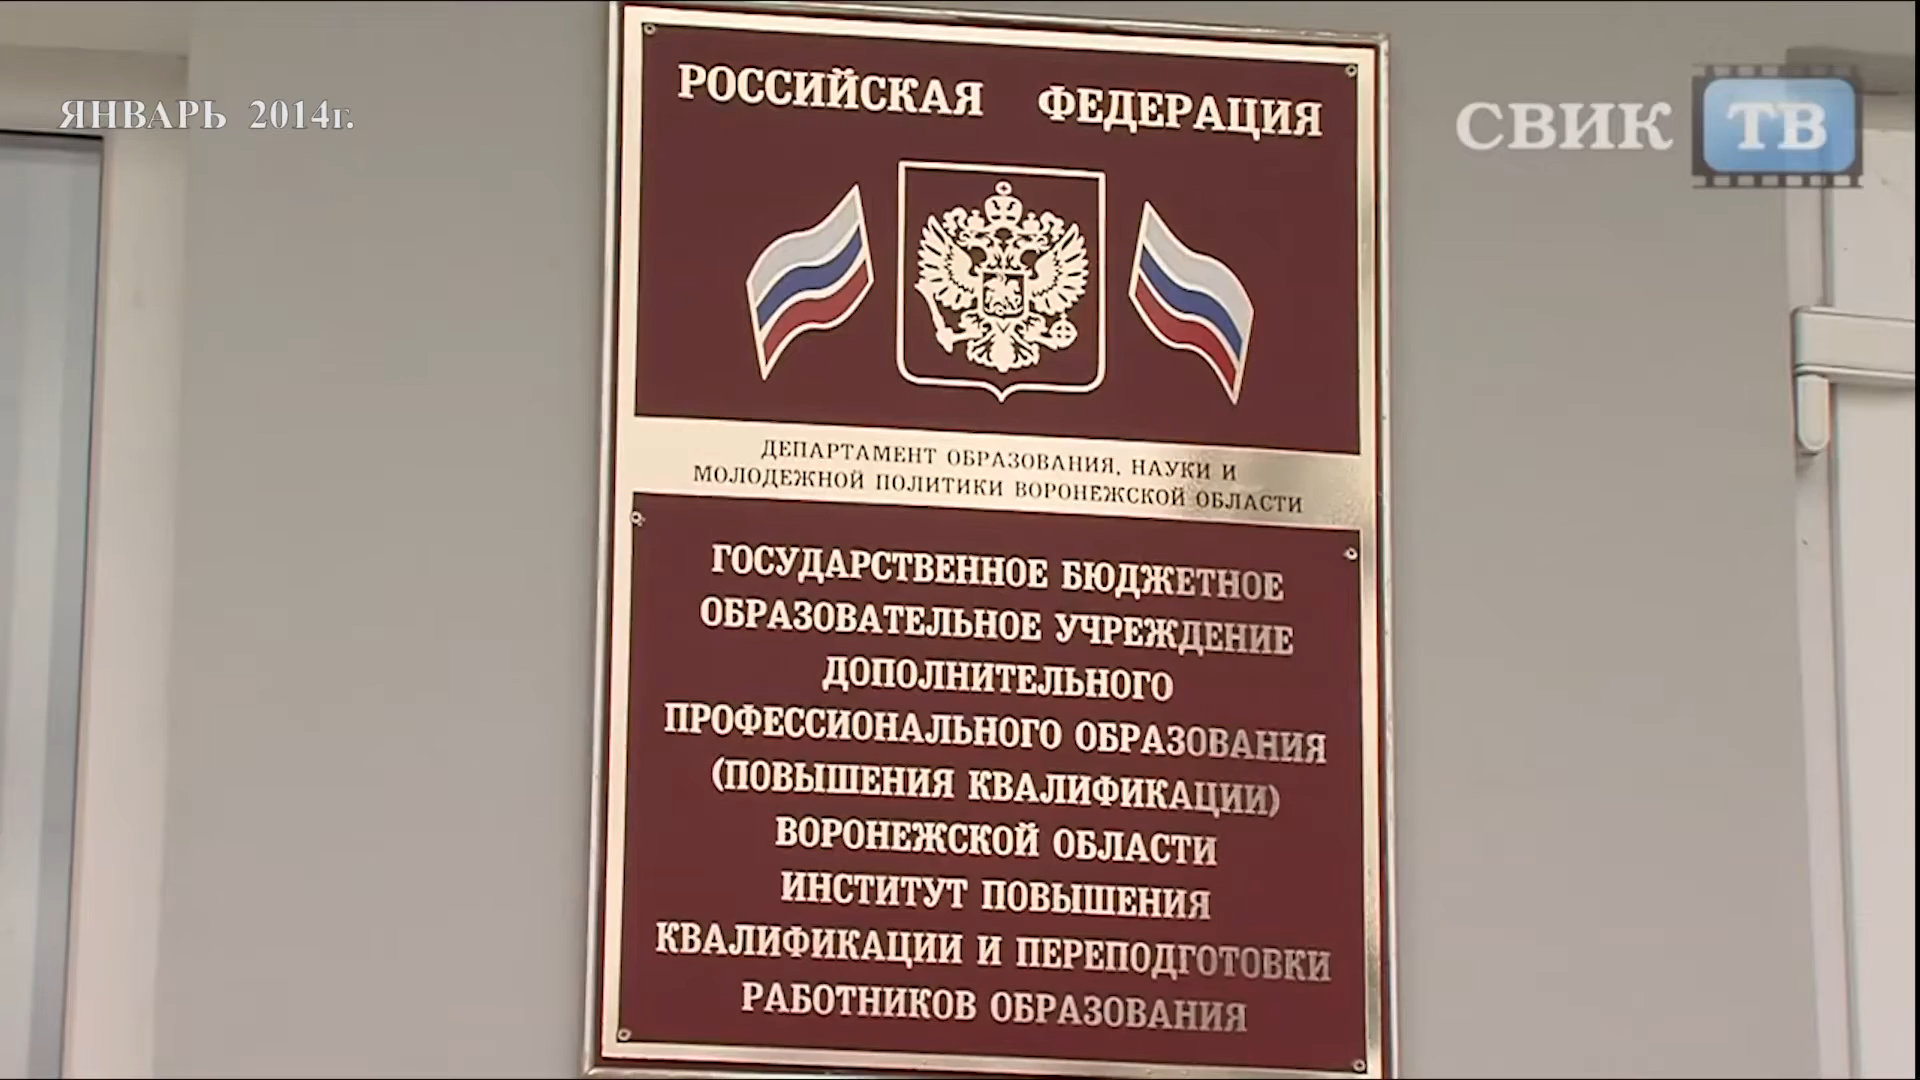 ЯНВАРЬ 2014г.
СВИК ТВ
РОССИЙСКАЯ ФЕДЕРАЦИЯ
ДЕПАРТАМЕНТ ОБРАЗОВАНИЯ, НАУКИ И
МОЛОДЕЖНОЙ ПОЛИТИКИ ВОРОНЕЖСКОЙ ОБЛАСТИ
ГОСУДАРСТВЕННОЕ БЮДЖЕТНОЕ
ОБРАЗОВАТЕЛЬНОЕ УЧРЕЖДЕНИЕ
ДОПОЛНИТЕЛЬНОГО
ПРОФЕССИОНАЛЬНОГО ОБРАЗОВАНИЯ
(ПОВЫШЕНИЯ КВАЛИФИКАЦИИ)
ВОРОНЕЖСКОЙ ОБЛАСТИ
ИНСТИТУТ ПОВЫШЕНИЯ
КВАЛИФИКАЦИИ И ПЕРЕПОДГОТОВКИ
РАБОТНИКОВ ОБРАЗОВАНИЯ